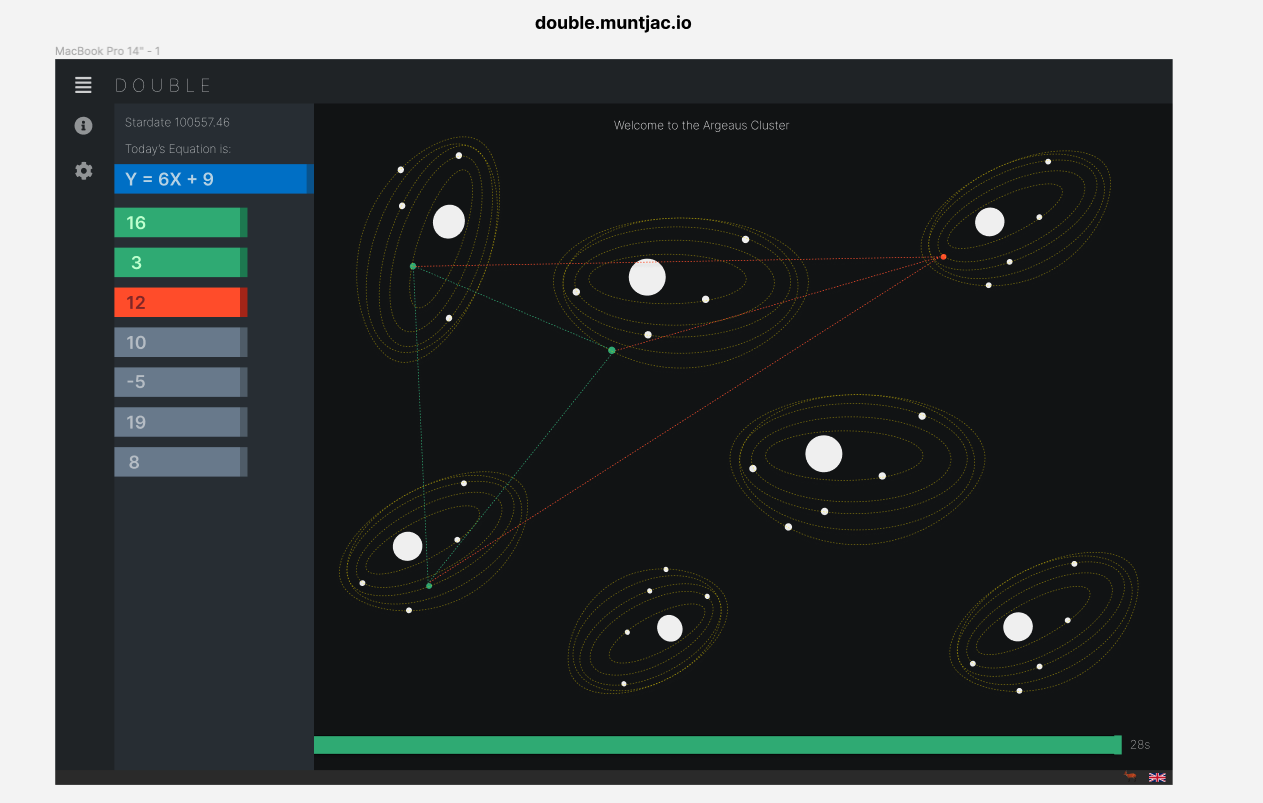 double.muntjac.io
MacBook Pro 14" - 1
DOUBLE
Stardate 100557.46
Welcome to the Argeaus Cluster
Today's Equation is:
Y = 6X + 9
16
3
12
10
-5
19
8
28s